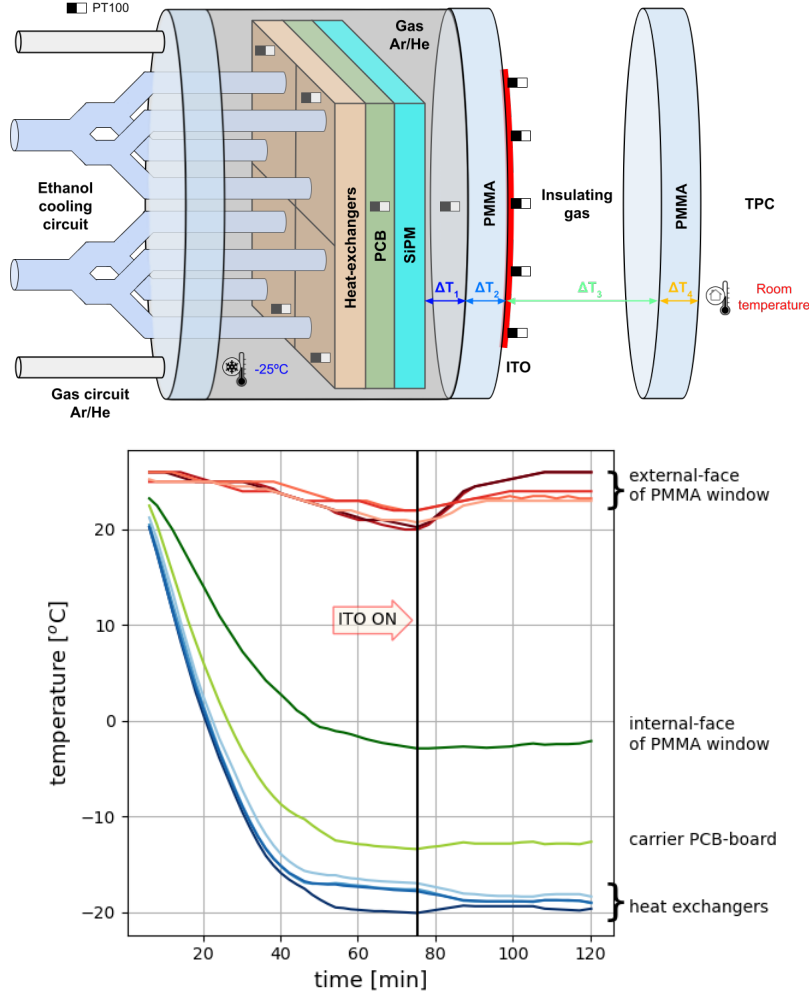 PT100
Gas
Ar/He
Ethanol
cooling
circuit
Heat-exchangers
PCB
SiPM
PMMA
Insulating
gas
PMMA
TPC
ΔT1
ΔT2
ΔT3
ΔT4
Room
temperature
ITO
-25ºC
Gas circuit
Ar/He
external-face
of PMMA window
20
ITO ON
10
temperature [°C]
0
internal-face
of PMMA window
−10
carrier PCB-board
−20
heat exchangers
20
40
60
80
100
120
time [min]